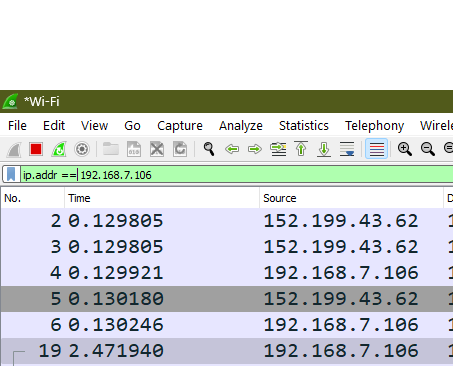 *Wi-Fi
File Edit View Go Capture Analyze Statistics Telephony Wirele
ip.addr == 192.168.7.106
No. Time Source D
2 0.129805 152.199.43.62 1
3 0.129805 152.199.43.62 1
4 0.129921 192.168.7.106 1
5 0.130180 152.199.43.62 1
6 0.130246 192.168.7.106 1
19 2.471940 192.168.7.106 1